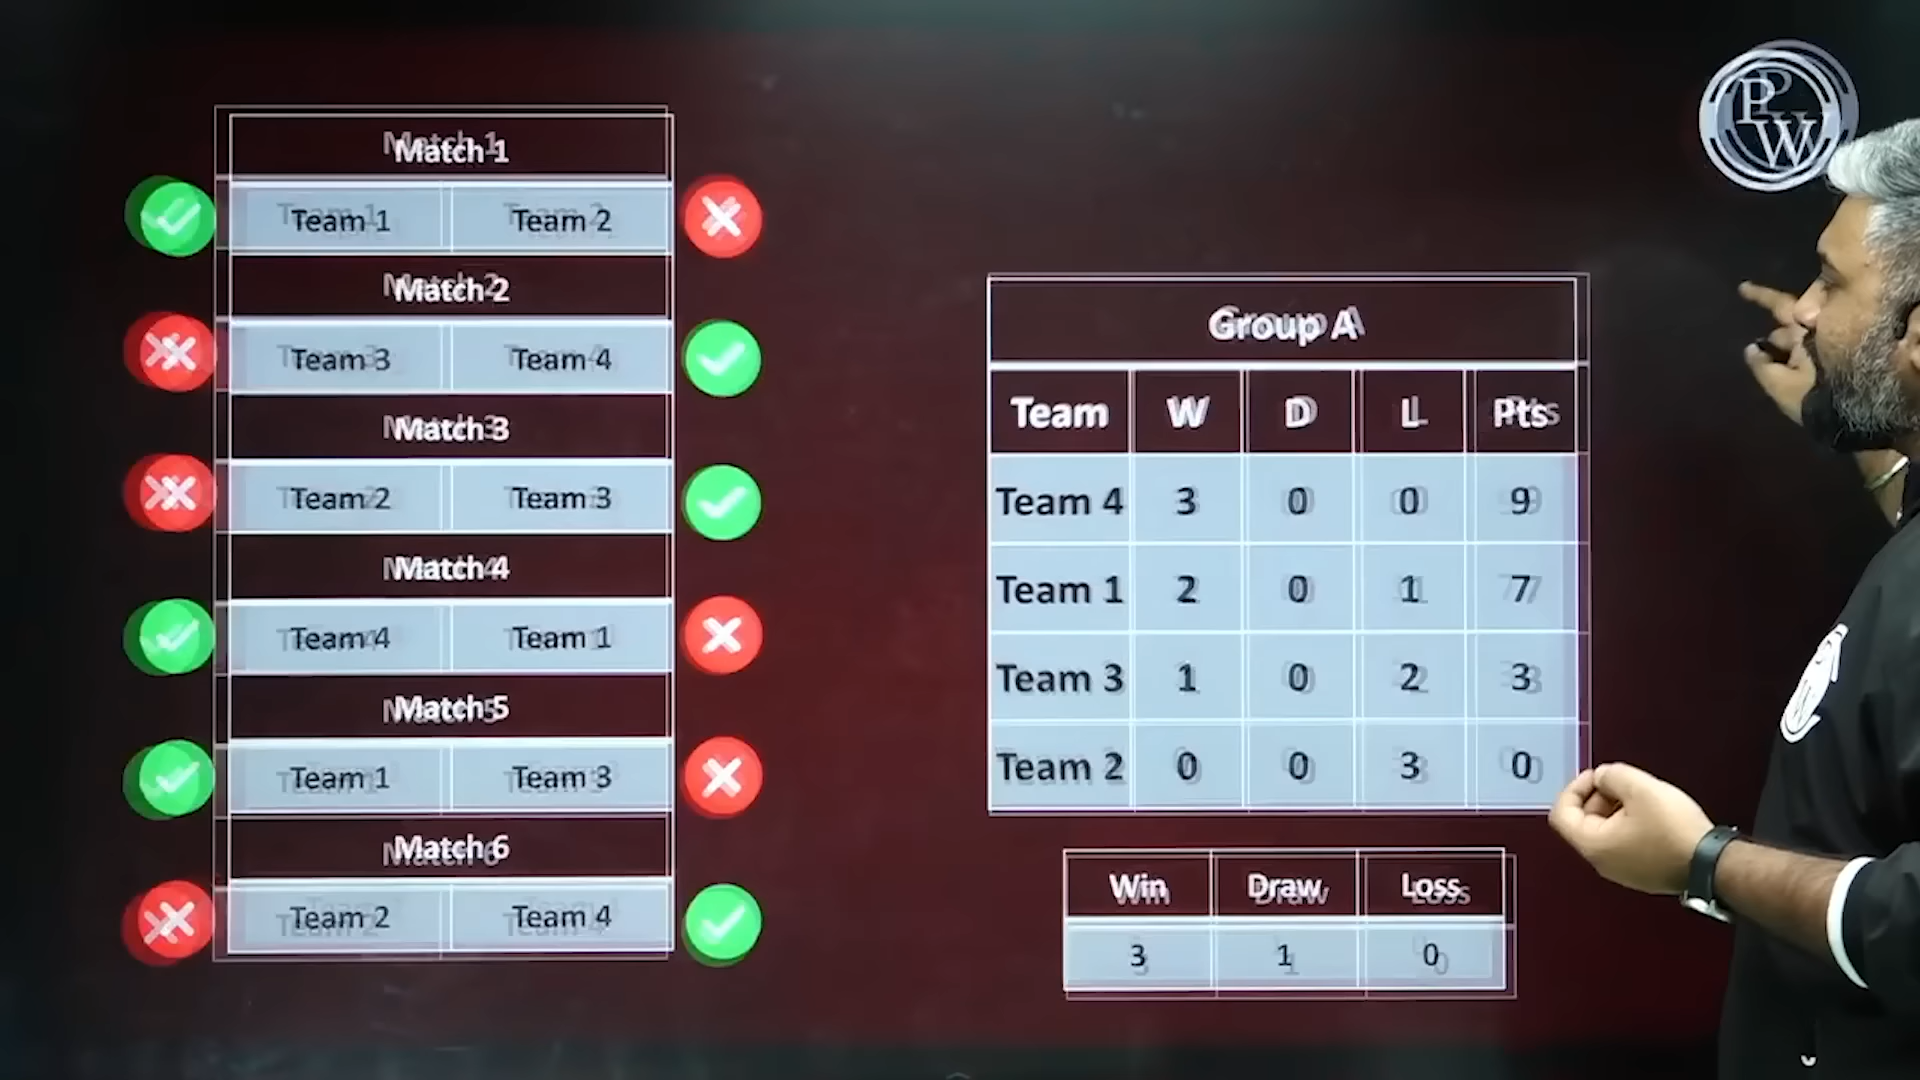 PW
Match 1
Team 1 Team 2
Match 2
Team 3 Team 4
Match 3
Team 2 Team 3
Match 4
Team 4 Team 1
Match 5
Team 1 Team 3
Match 6
Team 2 Team 4
Group A
Team W D L Pts
Team 4 3 0 0 9
Team 1 2 0 1 7
Team 3 1 0 2 3
Team 2 0 0 3 0
Win Draw Loss
3 1 0